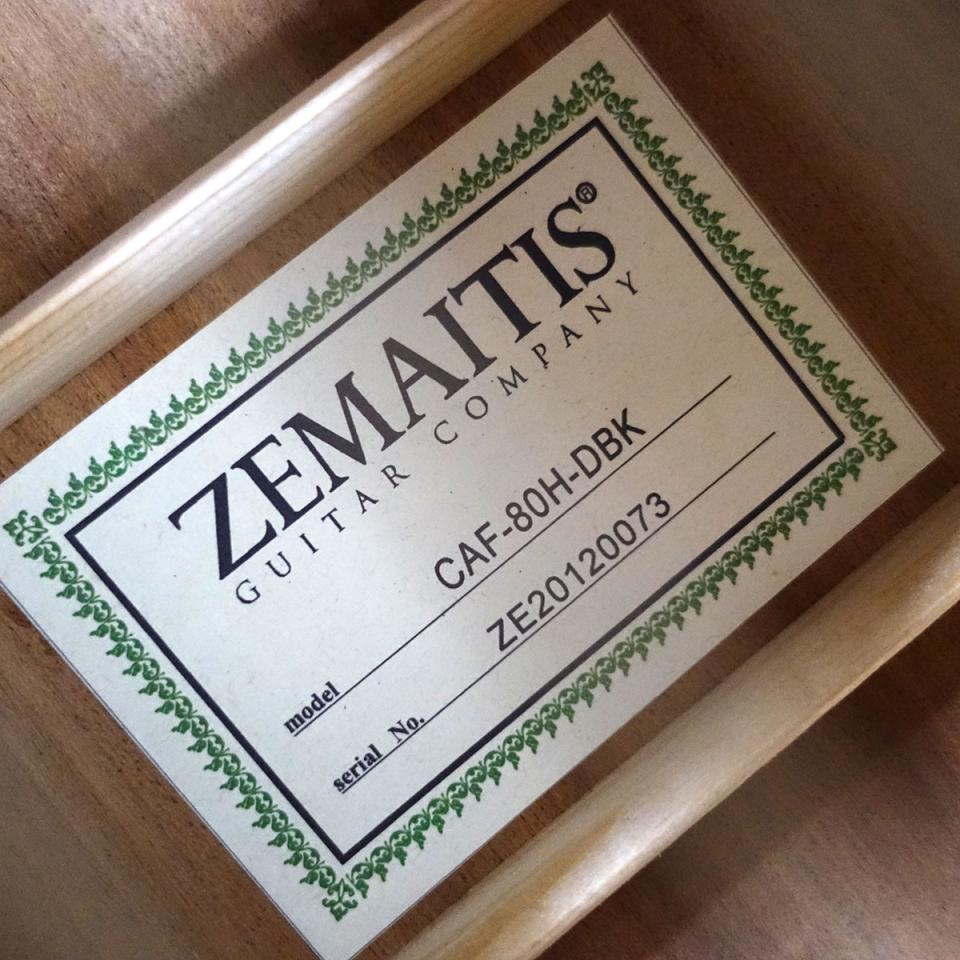 ZEMAITIS®
GUITAR COMPANY
model CAF-80H-DBK
serial No. ZE20120073